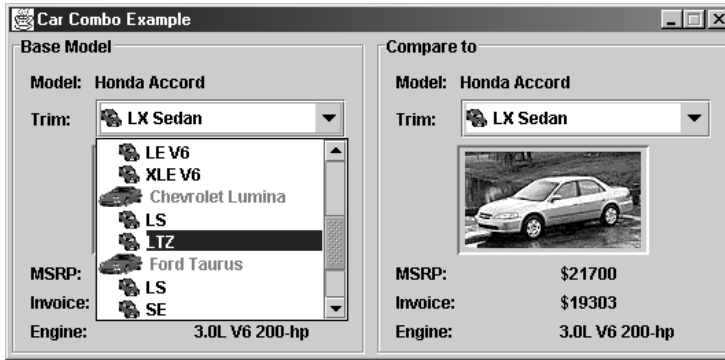 Car Combo Example
Base Model
Model: Honda Accord
Trim: LX Sedan
LE V6
XLE V6
Chevrolet Lumina
LS
LTZ
Ford Taurus
LS
SE
MSRP:
Invoice:
Engine: 3.0L V6 200-hp
Compare to
Model: Honda Accord
Trim: LX Sedan
MSRP: $21700
Invoice: $19303
Engine: 3.0L V6 200-hp